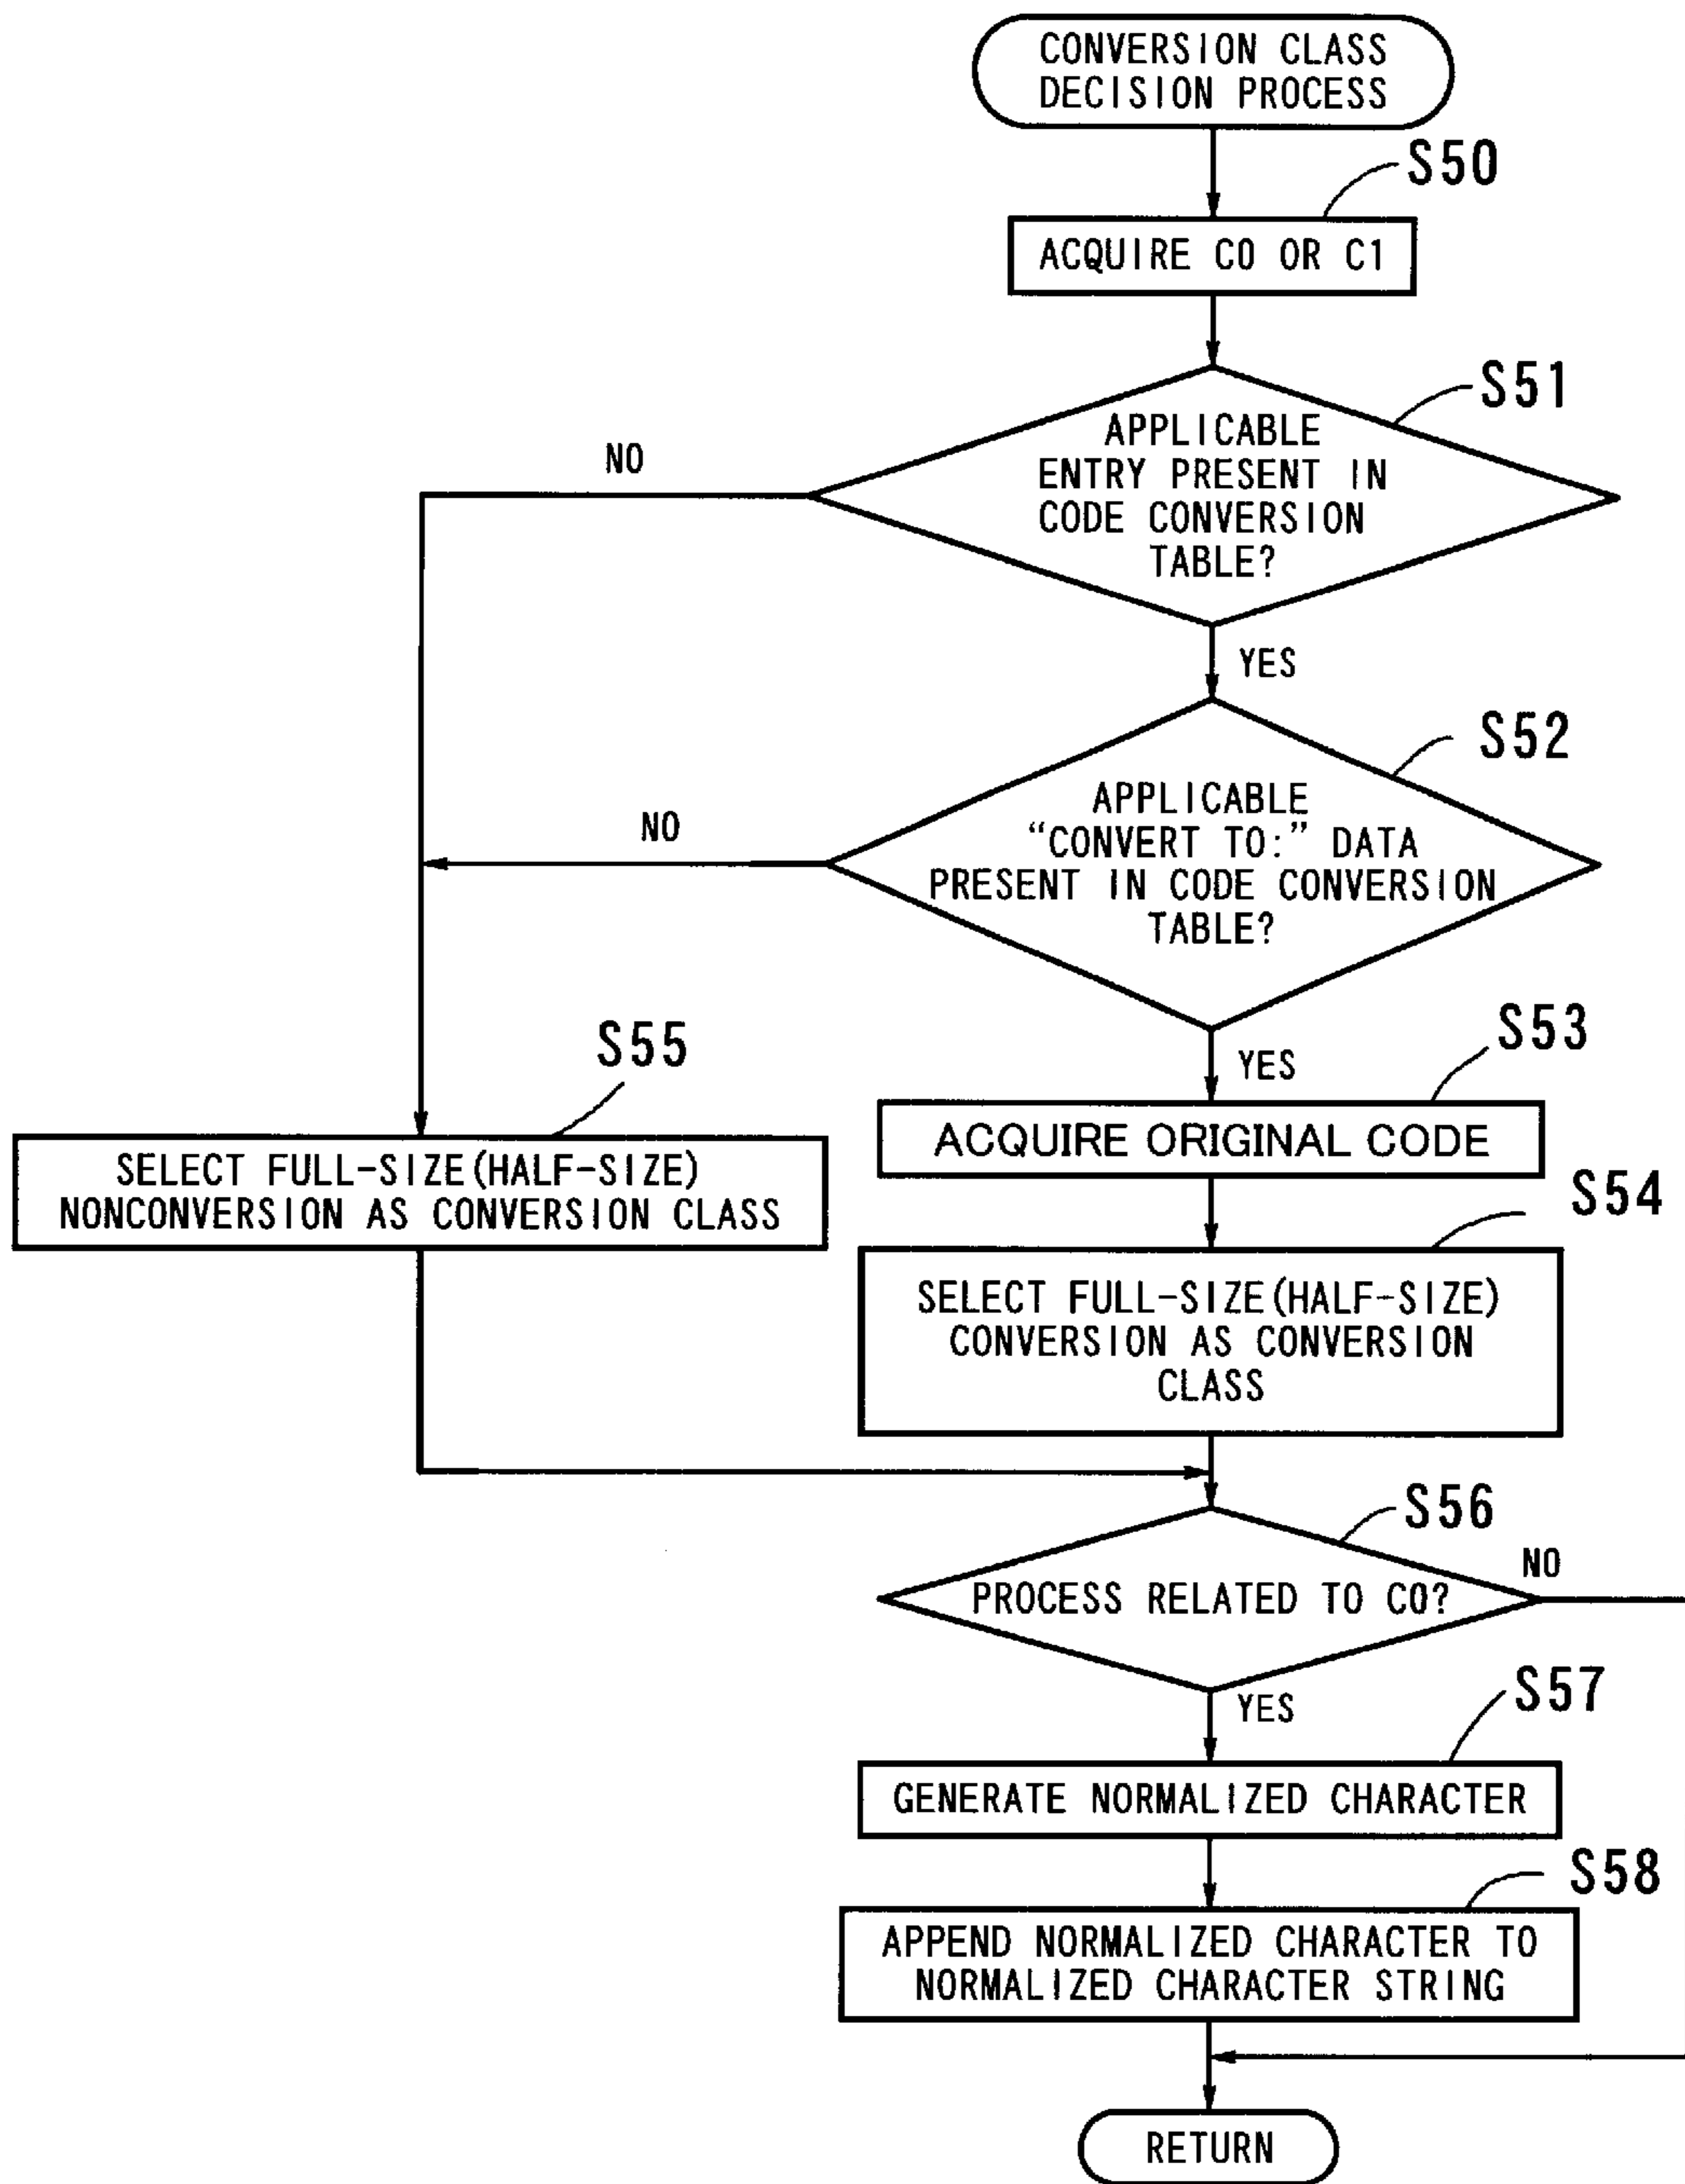 CONVERSION CLASS
DECISION PROCESS
S50
ACQUIRE C0 OR C1
S51
APPLICABLE
ENTRY PRESENT IN
CODE CONVERSION
TABLE?
NO
YES
S52
APPLICABLE
“CONVERT TO:” DATA
PRESENT IN CODE CONVERSION
TABLE?
NO
YES
S53
ACQUIRE ORIGINAL CODE
S55
SELECT FULL-SIZE(HALF-SIZE)
NONCONVERSION AS CONVERSION CLASS
S54
SELECT FULL-SIZE(HALF-SIZE)
CONVERSION AS CONVERSION
CLASS
S56
PROCESS RELATED TO C0?
NO
YES
S57
GENERATE NORMALIZED CHARACTER
S58
APPEND NORMALIZED CHARACTER TO
NORMALIZED CHARACTER STRING
RETURN